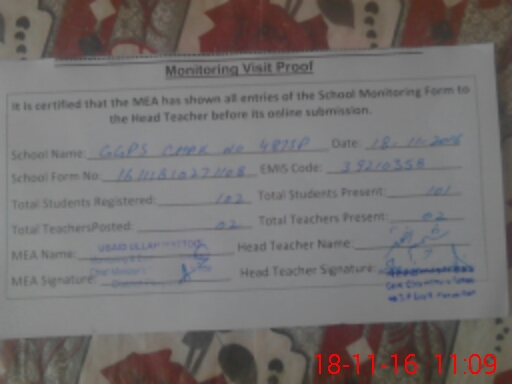 Monitoring Visit Proof
It is certified that the MEA has shown all entries of the School Monitoring Form to
the Head Teacher before its online submission.
School Name: GGPS Date: 18-11-2016
School Form No: EMIS Code:
Total Students Registered: 102 Total Students Present: 101
Total TeachersPosted: 02 Total Teachers Present: 02
MEA Name: UBAID ULLAH Head Teacher Name:
MEA Signature: Head Teacher Signature:
18-11-16 11:09